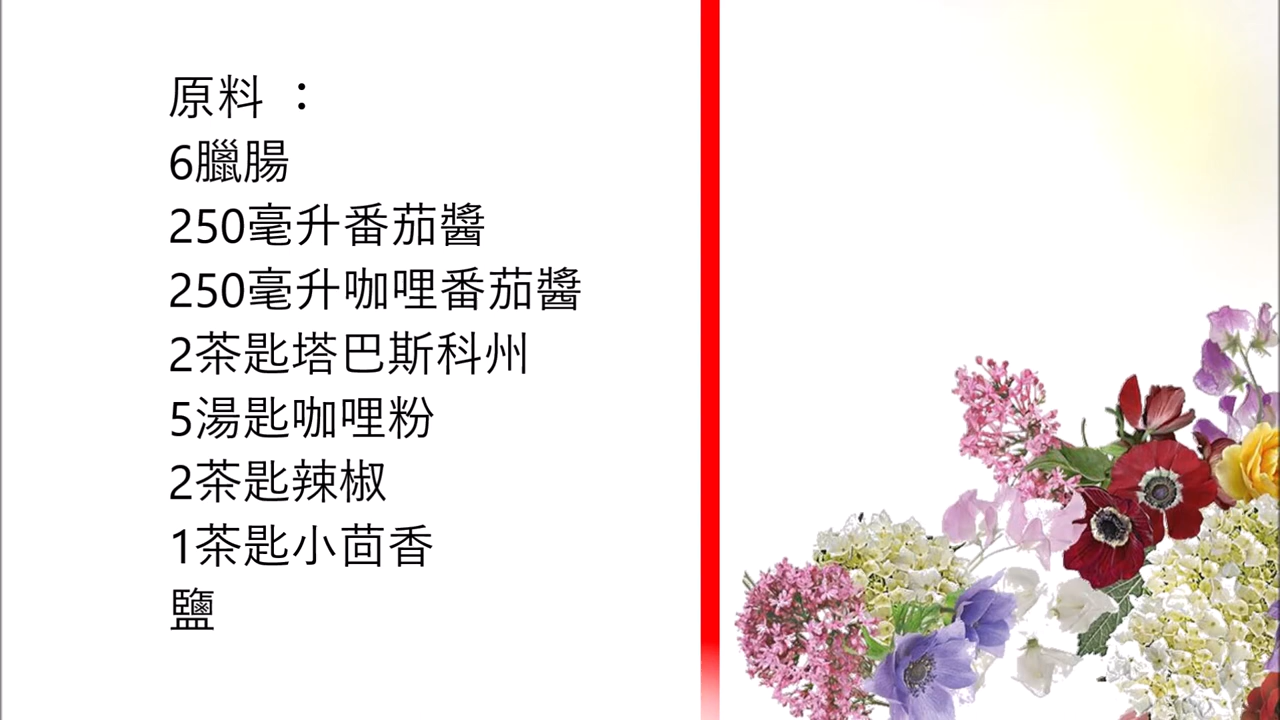 原料 ：
6臘腸
250毫升番茄醬
250毫升咖哩番茄醬
2茶匙塔巴斯科州
5湯匙咖哩粉
2茶匙辣椒
1茶匙小茴香
鹽